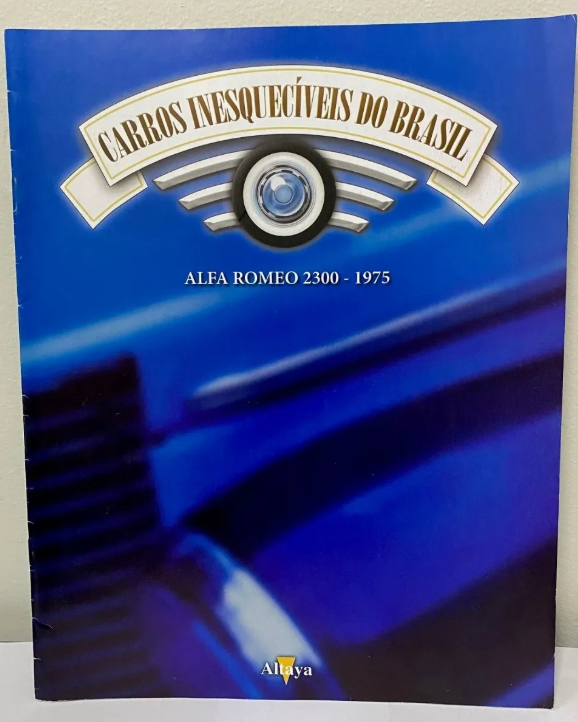 CARROS INESQUECÍVEIS DO BRASIL
ALFA ROMEO 2300 - 1975
Altaya